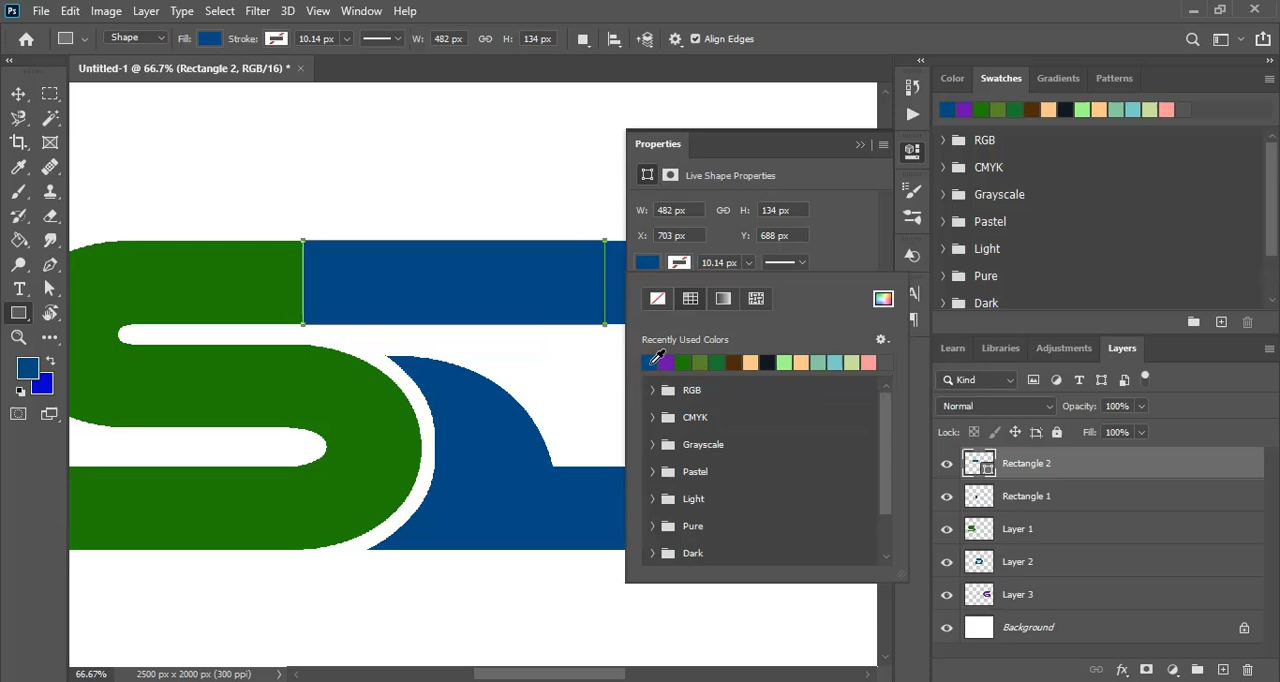 Ps File Edit Image Layer Type Select Filter 3D View Window Help
Shape Fill: Stroke: 10.14 px W: 482 px H: 134 px Align Edges
Untitled-1 @ 66.7% (Rectangle 2, RGB/16) *
Properties
Live Shape Properties
W: 482 px H: 134 px
X: 703 px Y: 688 px
10.14 px
Recently Used Colors
RGB
CMYK
Grayscale
Pastel
Light
Pure
Dark
Color Swatches Gradients Patterns
RGB
CMYK
Grayscale
Pastel
Light
Pure
Dark
Learn Libraries Adjustments Layers
Kind
Normal Opacity: 100%
Lock: Fill: 100%
Rectangle 2
Rectangle 1
Layer 1
Layer 2
Layer 3
Background
66.67% 2500 px x 2000 px (300 ppi)